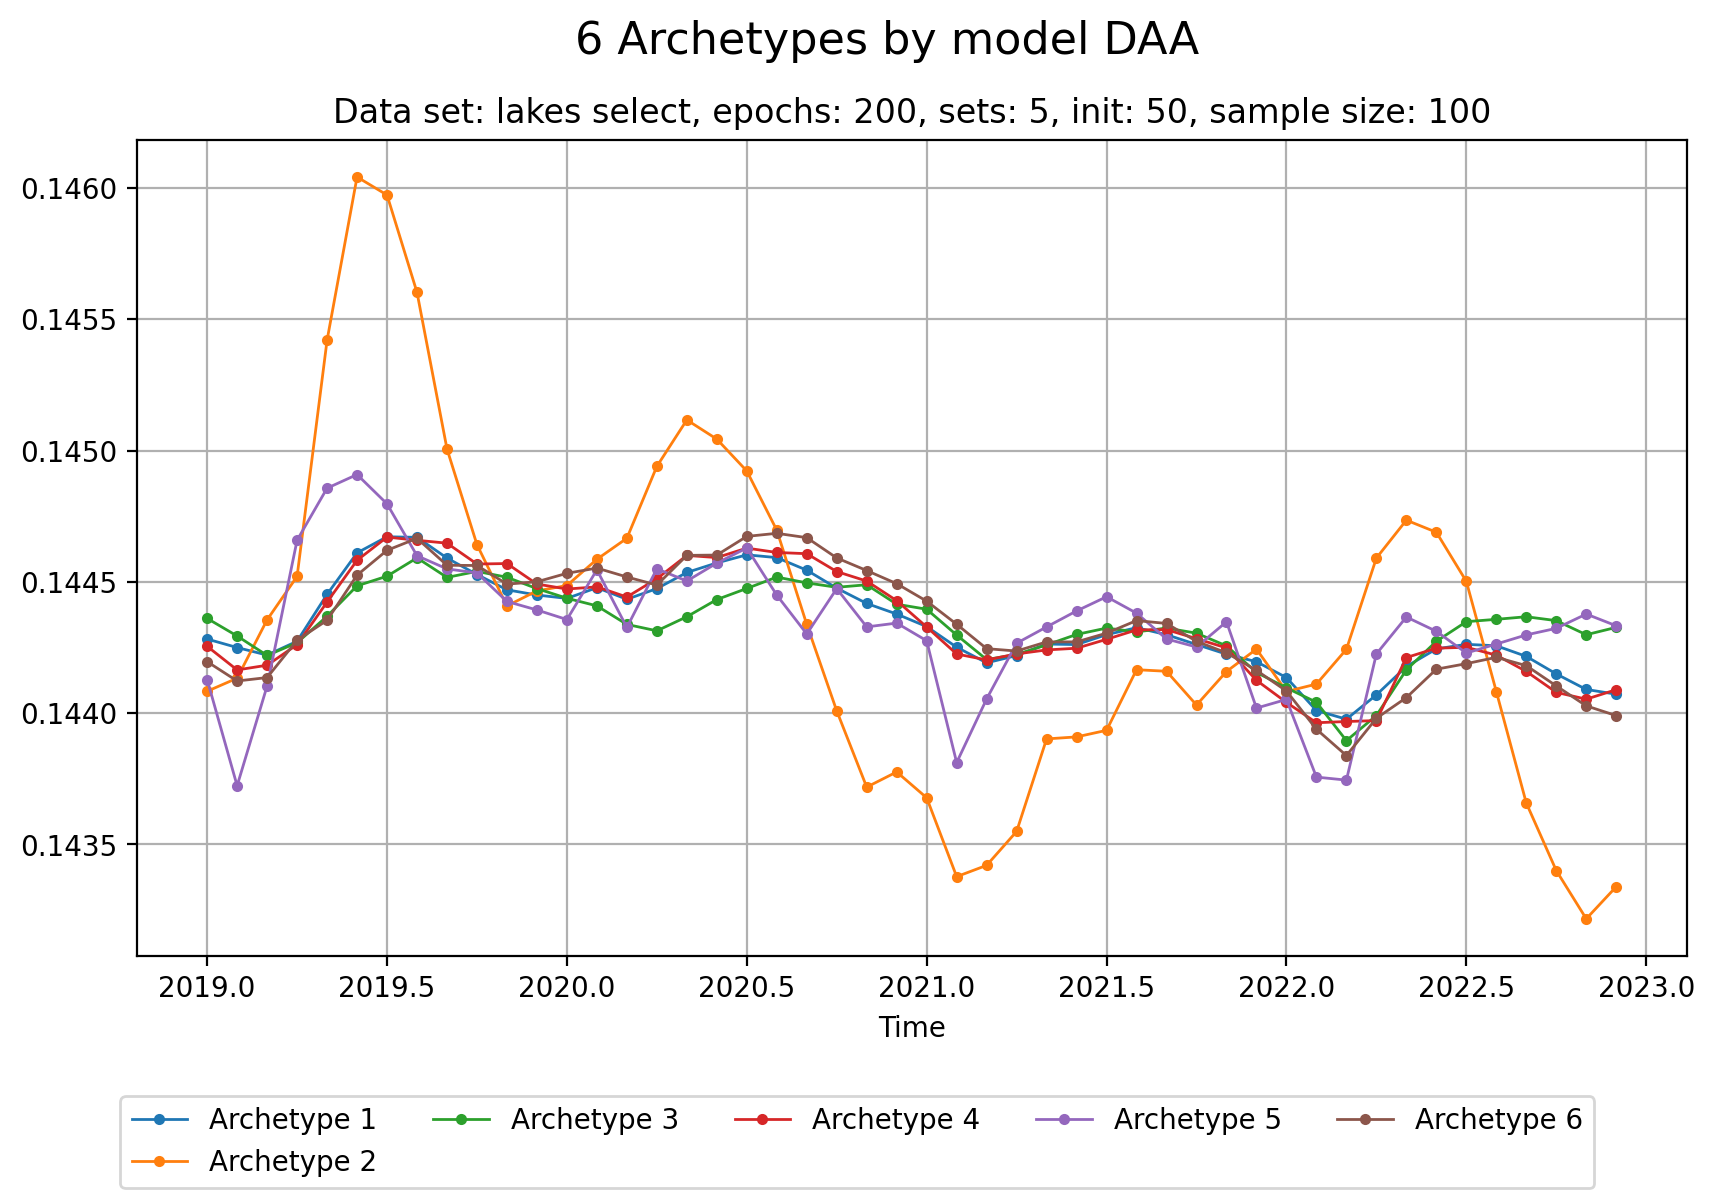 6 Archetypes by model DAA
Data set: lakes select, epochs: 200, sets: 5, init: 50, sample size: 100
0.1460
0.1455
0.1450
0.1445
0.1440
0.1435
2019.0 2019.5 2020.0 2020.5 2021.0 2021.5 2022.0 2022.5 2023.0
Time
Archetype 1 Archetype 3 Archetype 4 Archetype 5 Archetype 6
Archetype 2